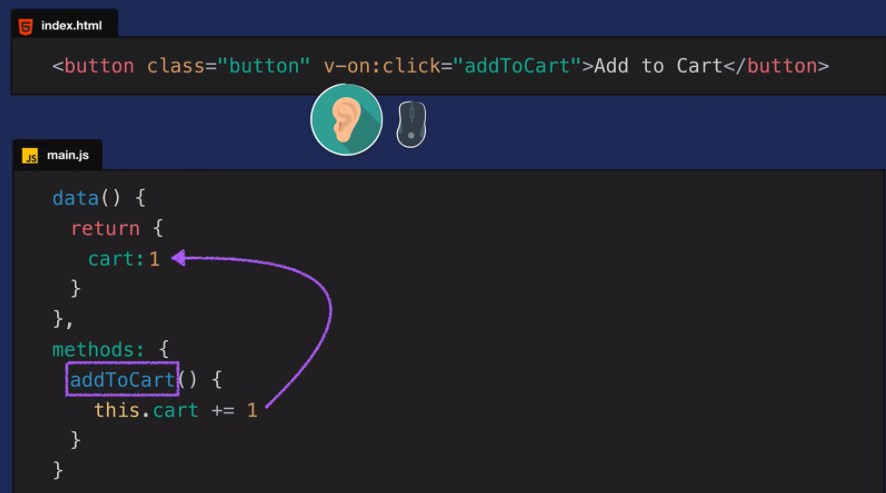 index.html
<button class="button" v-on:click="addToCart">Add to Cart</button>
JS
main.js
data() {
return {
cart:1
}
},
methods: {
addToCart() {
this.cart += 1
}
}